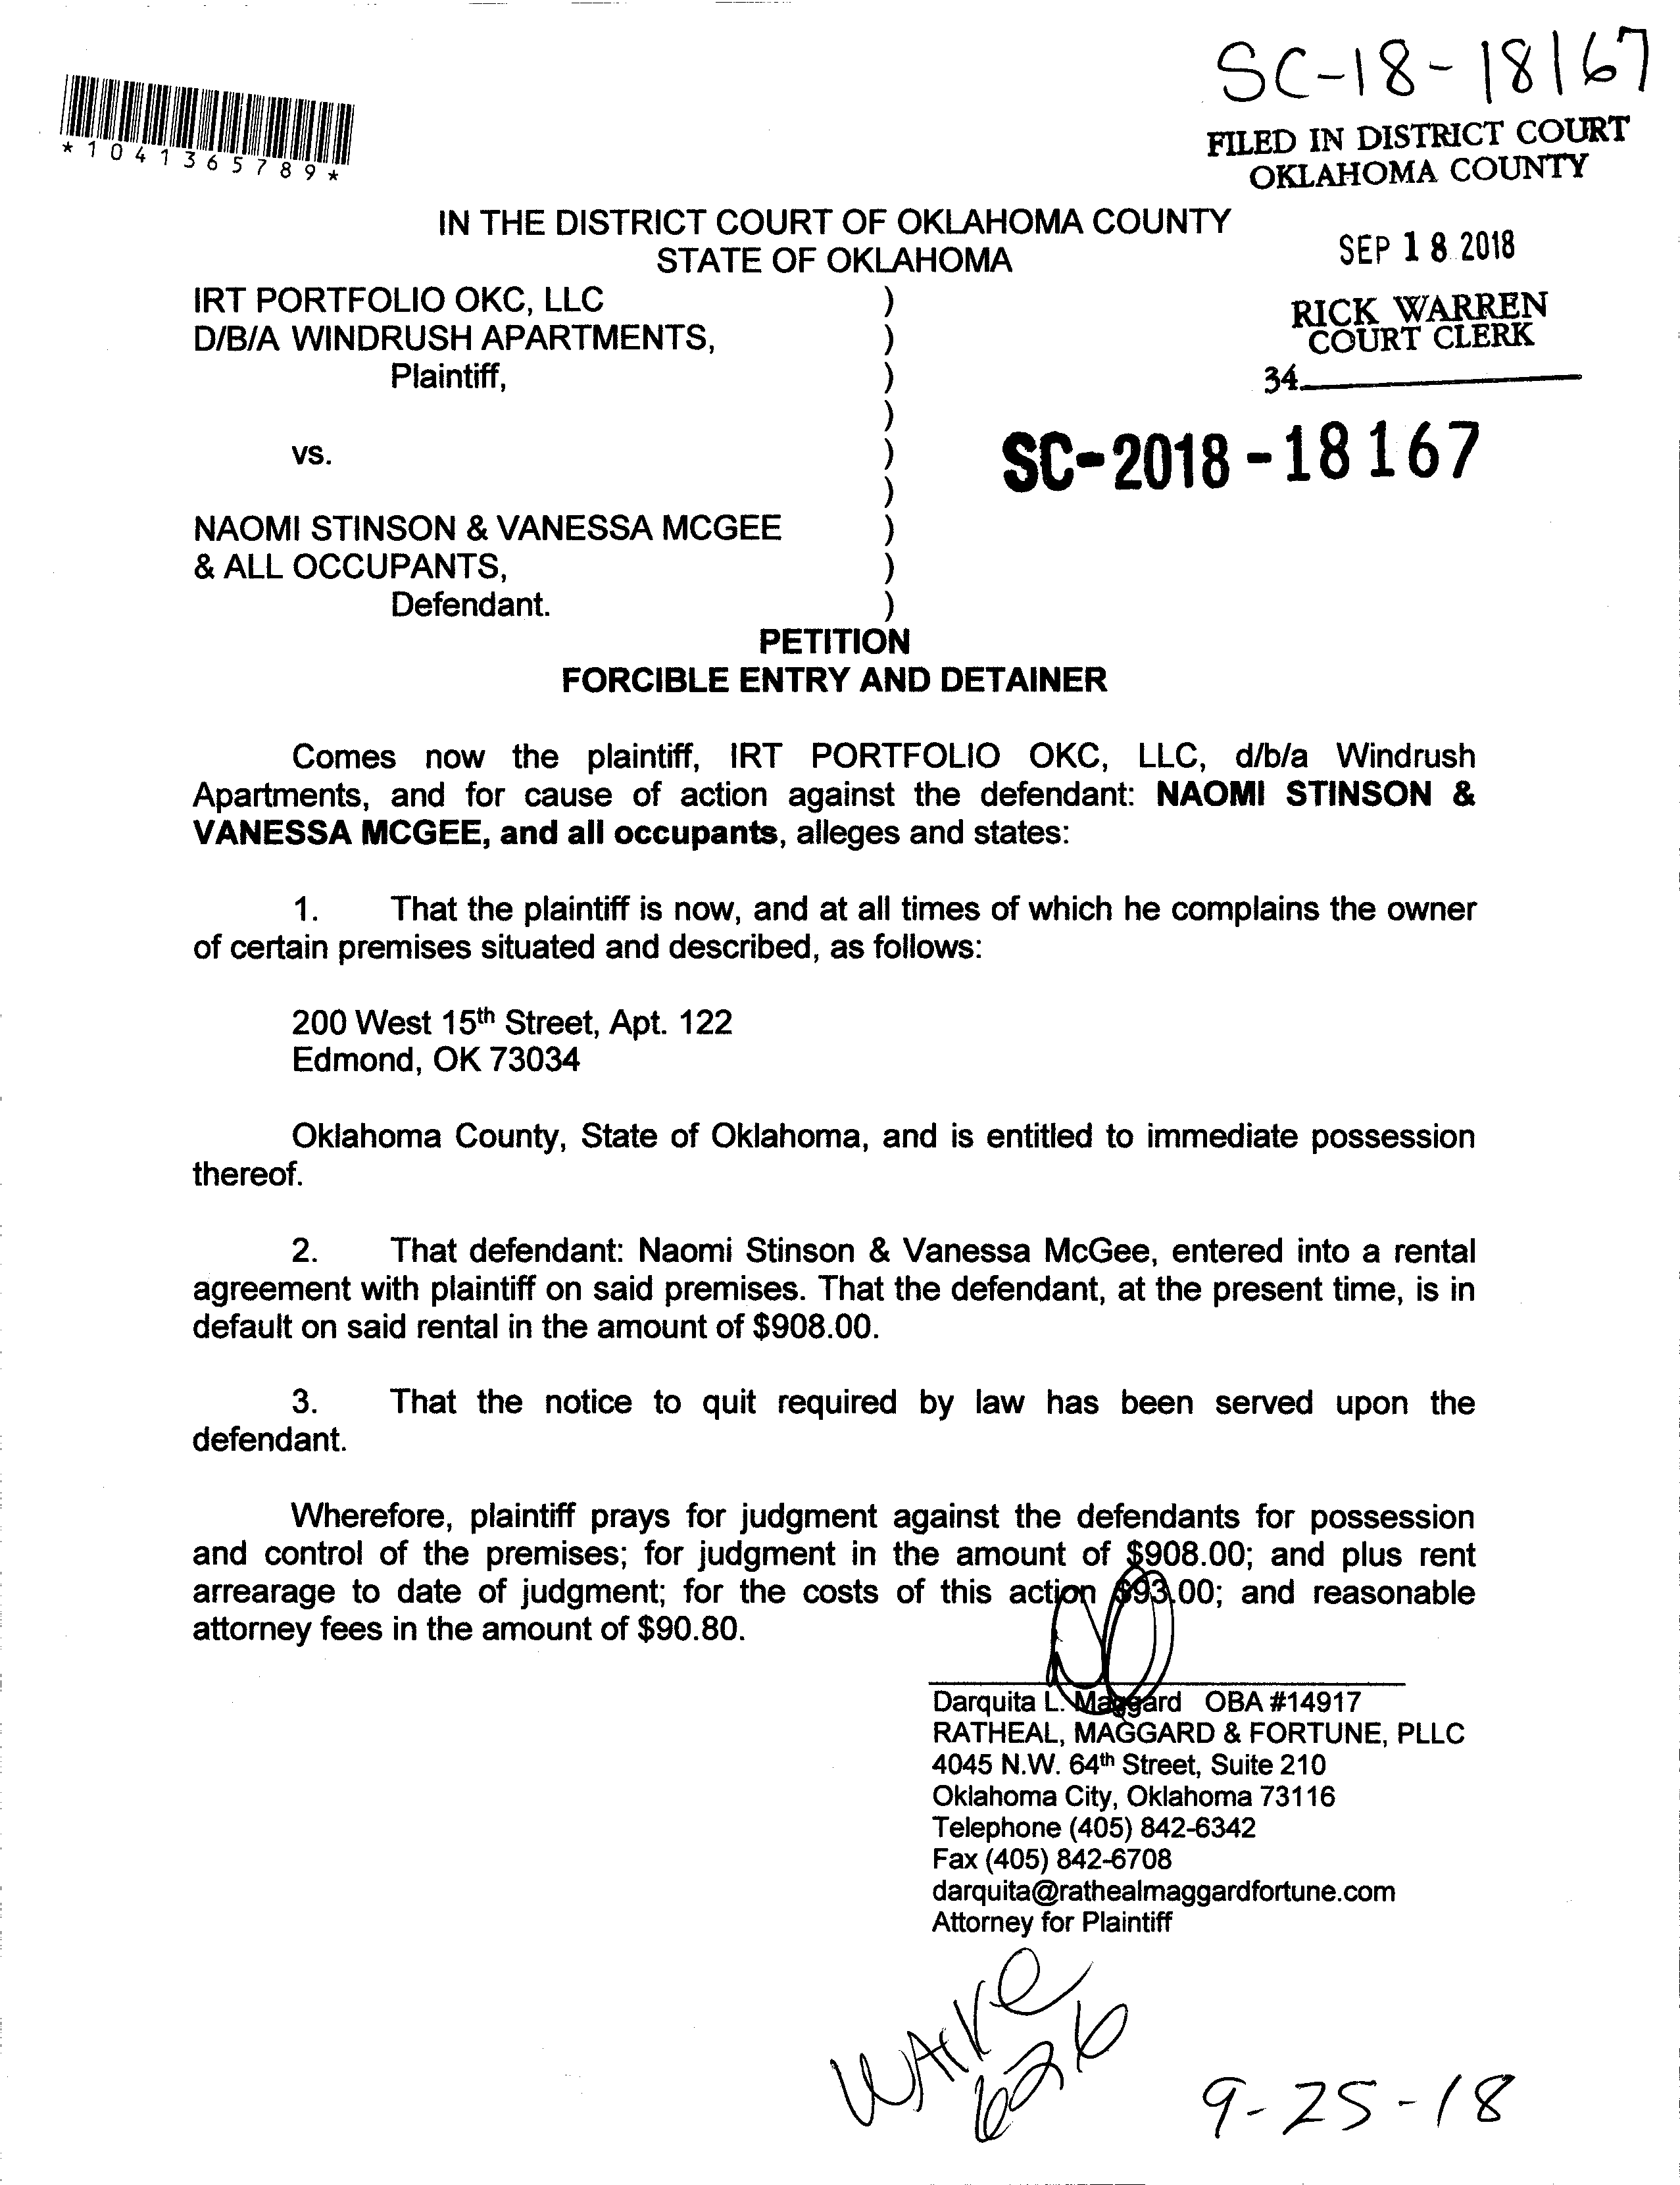 SC-18-18167
FILED IN DISTRICT COURT
OKLAHOMA COUNTY
*1041365789*
IN THE DISTRICT COURT OF OKLAHOMA COUNTY
STATE OF OKLAHOMA
SEP 18 2018
RICK WARREN
COURT CLERK
34
IRT PORTFOLIO OKC, LLC )
D/B/A WINDRUSH APARTMENTS, )
Plaintiff, )
)
vs. )
)
NAOMI STINSON & VANESSA MCGEE )
& ALL OCCUPANTS, )
Defendant. )
SC-2018-18167
PETITION
FORCIBLE ENTRY AND DETAINER
Comes now the plaintiff, IRT PORTFOLIO OKC, LLC, d/b/a Windrush
Apartments, and for cause of action against the defendant: NAOMI STINSON &
VANESSA MCGEE, and all occupants, alleges and states:
1. That the plaintiff is now, and at all times of which he complains the owner
of certain premises situated and described, as follows:
200 West 15th Street, Apt. 122
Edmond, OK 73034
Oklahoma County, State of Oklahoma, and is entitled to immediate possession
thereof.
2. That defendant: Naomi Stinson & Vanessa McGee, entered into a rental
agreement with plaintiff on said premises. That the defendant, at the present time, is in
default on said rental in the amount of $908.00.
3. That the notice to quit required by law has been served upon the
defendant.
Wherefore, plaintiff prays for judgment against the defendants for possession
and control of the premises; for judgment in the amount of $908.00; and plus rent
arrearage to date of judgment; for the costs of this action $93.00; and reasonable
attorney fees in the amount of $90.80.
Darquita L. Maggard OBA #14917
RATHEAL, MAGGARD & FORTUNE, PLLC
4045 N.W. 64th Street, Suite 210
Oklahoma City, Oklahoma 73116
Telephone (405) 842-6342
Fax (405) 842-6708
darquita@rathealmaggardfortune.com
Attorney for Plaintiff
626
9-25-18